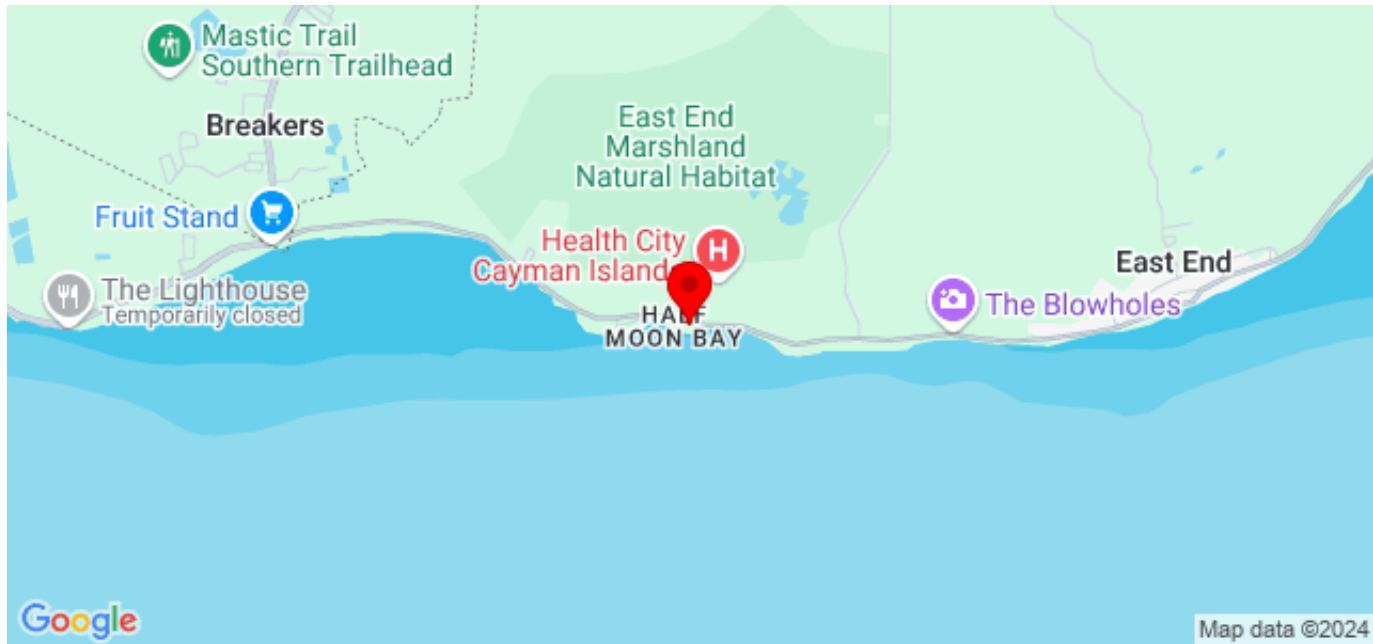 Mastic Trail
Southern Trailhead
Breakers
East End
Marshland
Natural Habitat
Fruit Stand
Health City
Cayman Island
H
East End
The Lighthouse
Temporarily closed
The Blowholes
HALF
MOON BAY
Google
Map data ©2024